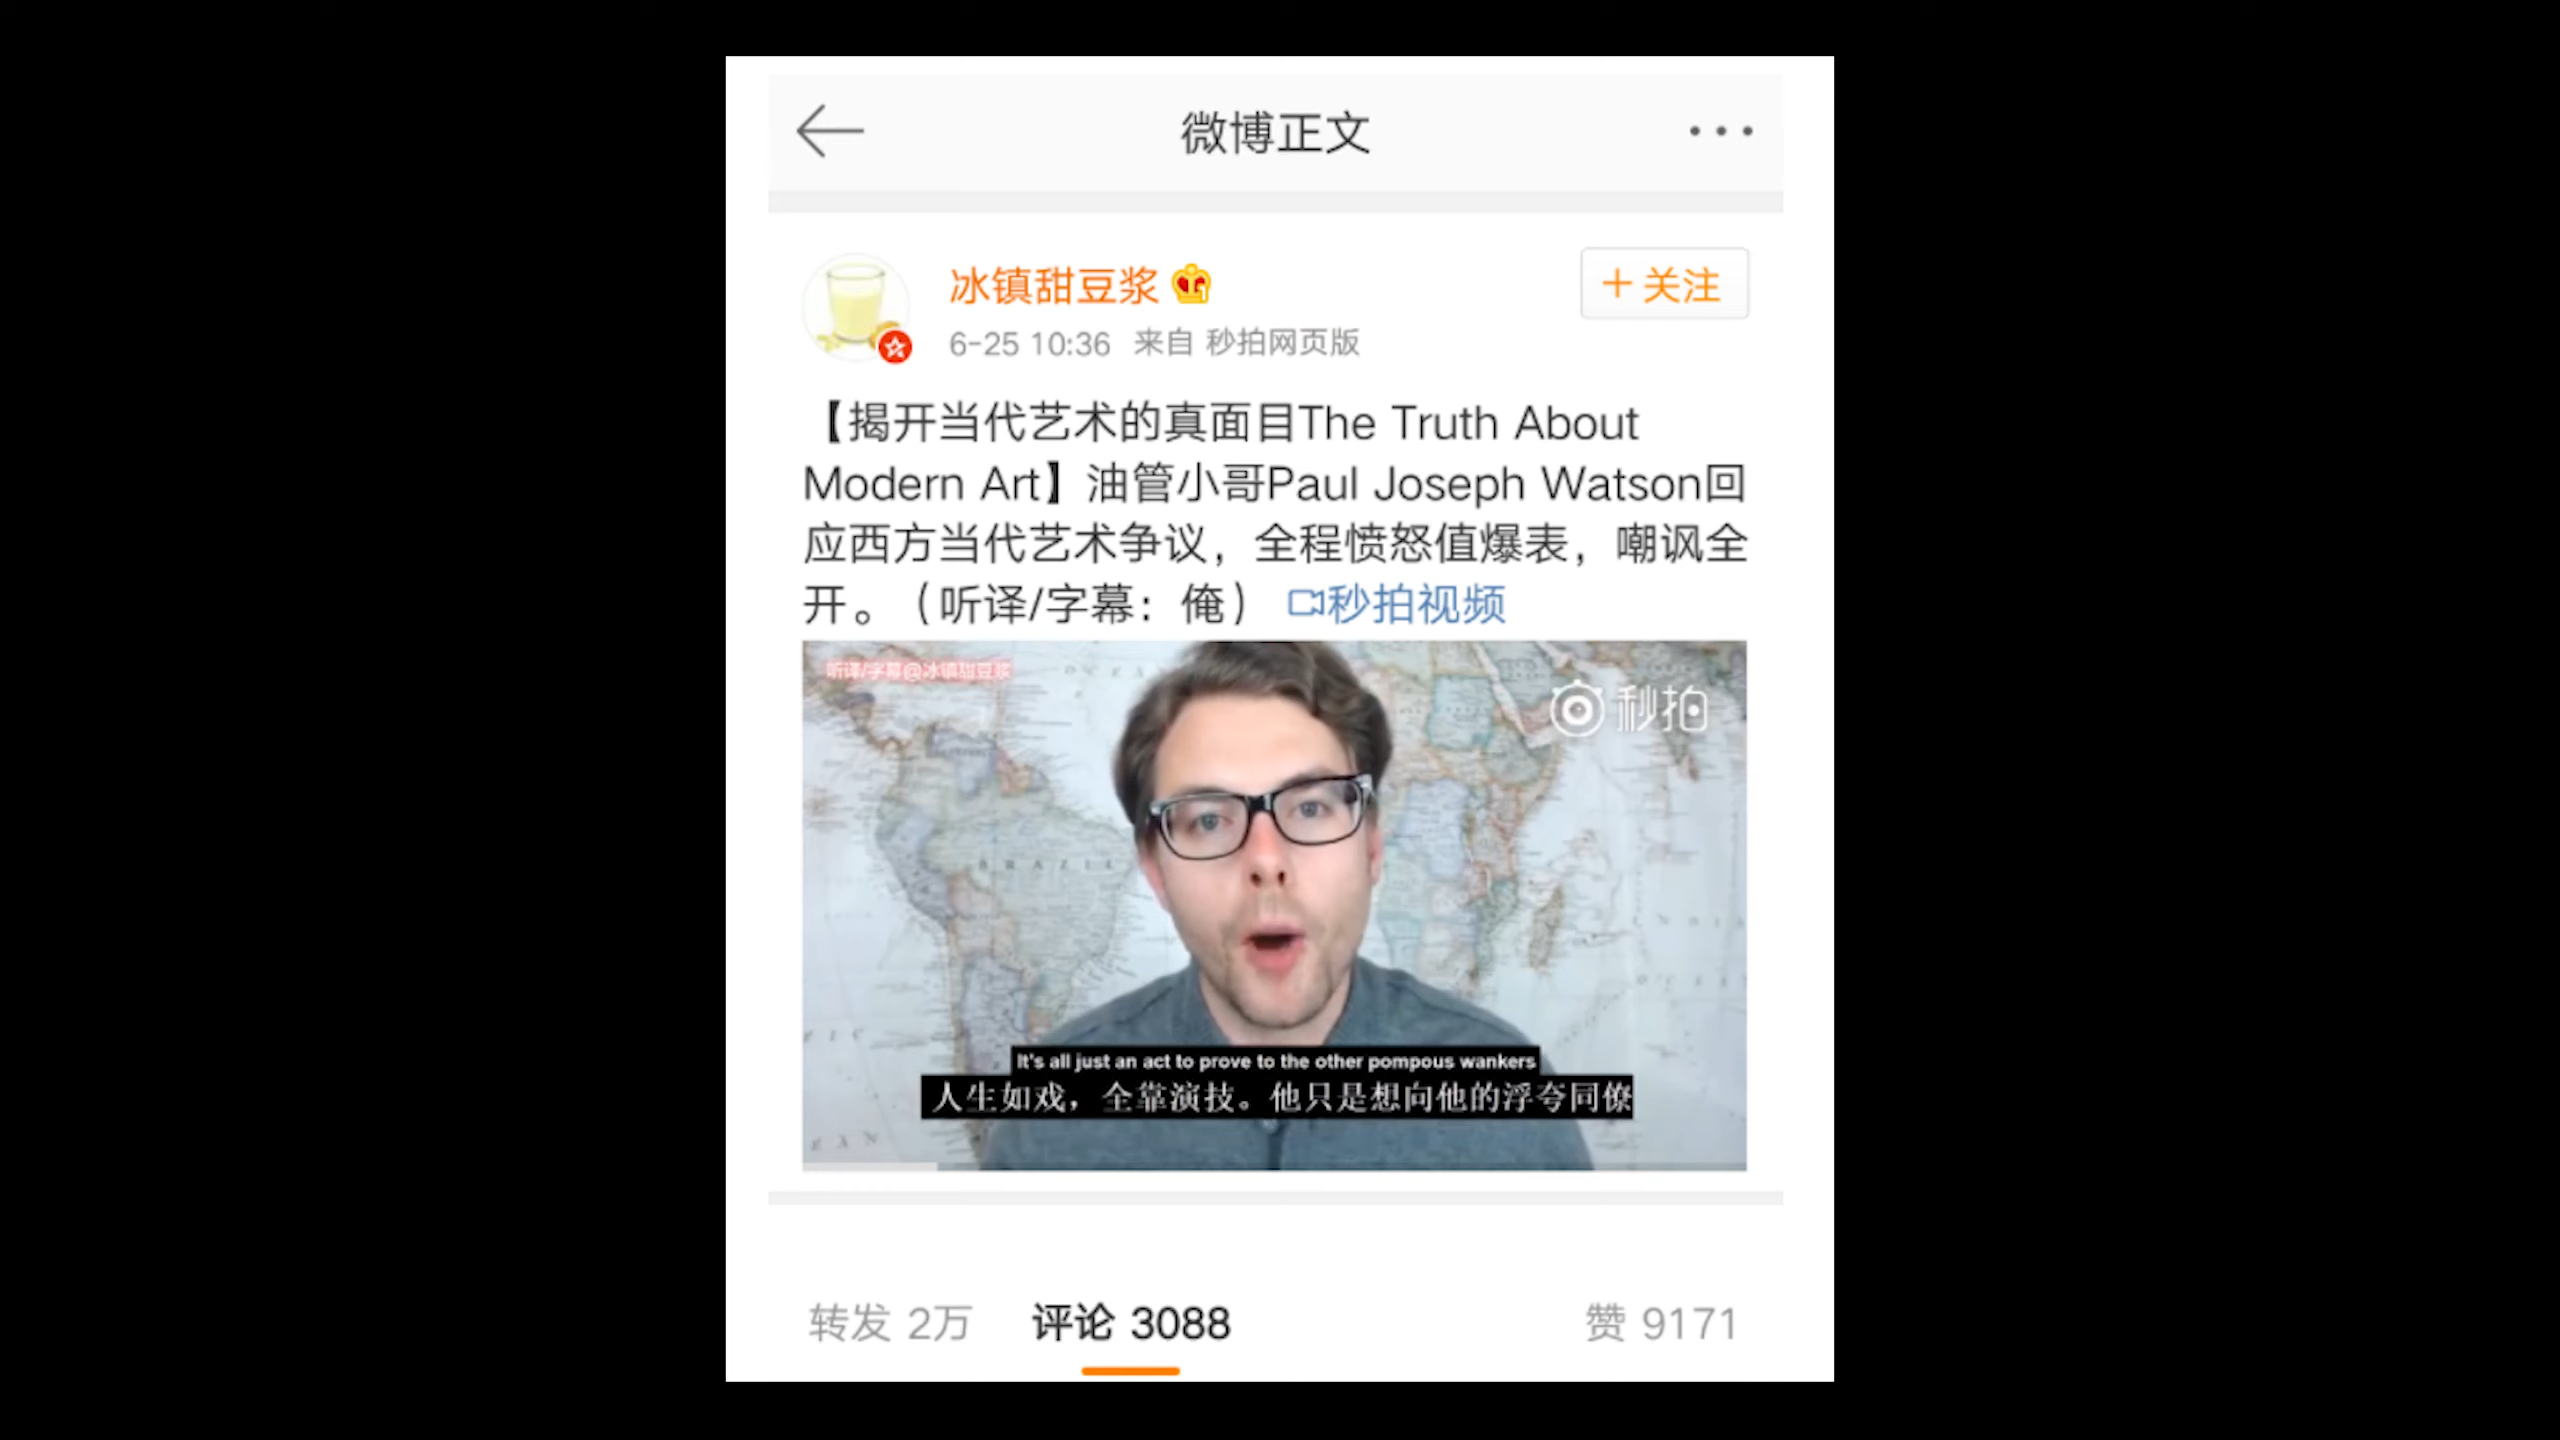 微博正文
冰镇甜豆浆
+关注
6-25 10:36 来自 秒拍网页版
【揭开当代艺术的真面目The Truth About
Modern Art】油管小哥Paul Joseph Watson回
应西方当代艺术争议，全程愤怒值爆表，嘲讽全
开。（听译/字幕：俺） 秒拍视频
听译/字幕@冰镇甜豆浆
秒拍
BRAZIL
It's all just an act to prove to the other pompous wankers
人生如戏，全靠演技。他只是想向他的浮夸同僚
转发 2万 评论 3088 赞 9171